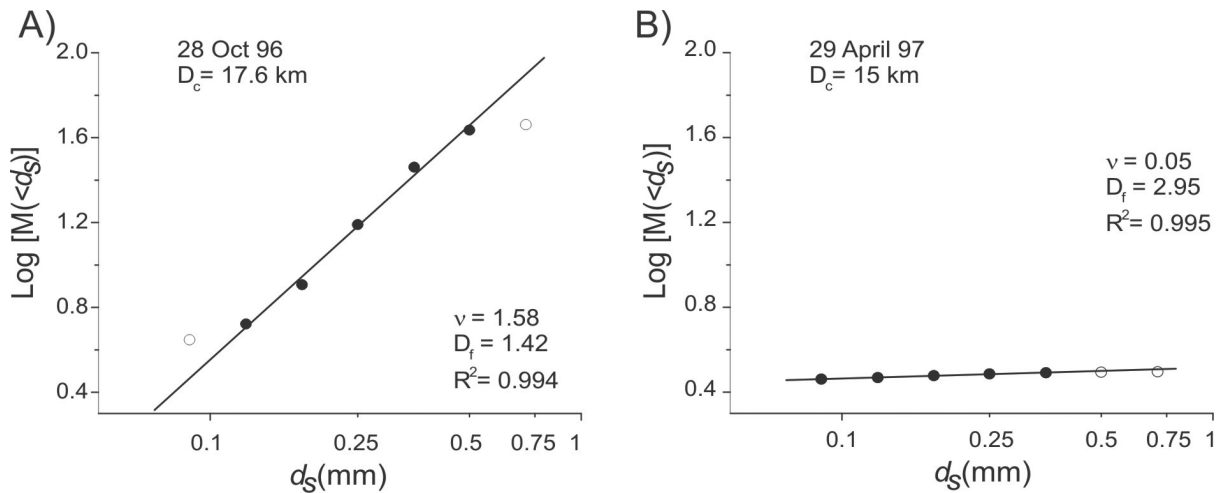 A)
28 Oct 96
Dc= 17.6 km
2.0
1.6
1.2
0.8
0.4
Log [M(<ds)]
ν = 1.58
Df = 1.42
R²= 0.994
0.1
0.25
0.5
0.75
1
ds(mm)
B)
29 April 97
Dc= 15 km
2.0
1.6
1.2
0.8
0.4
Log [M(<ds)]
ν = 0.05
Df = 2.95
R²= 0.995
0.1
0.25
0.5
0.75
1
ds(mm)